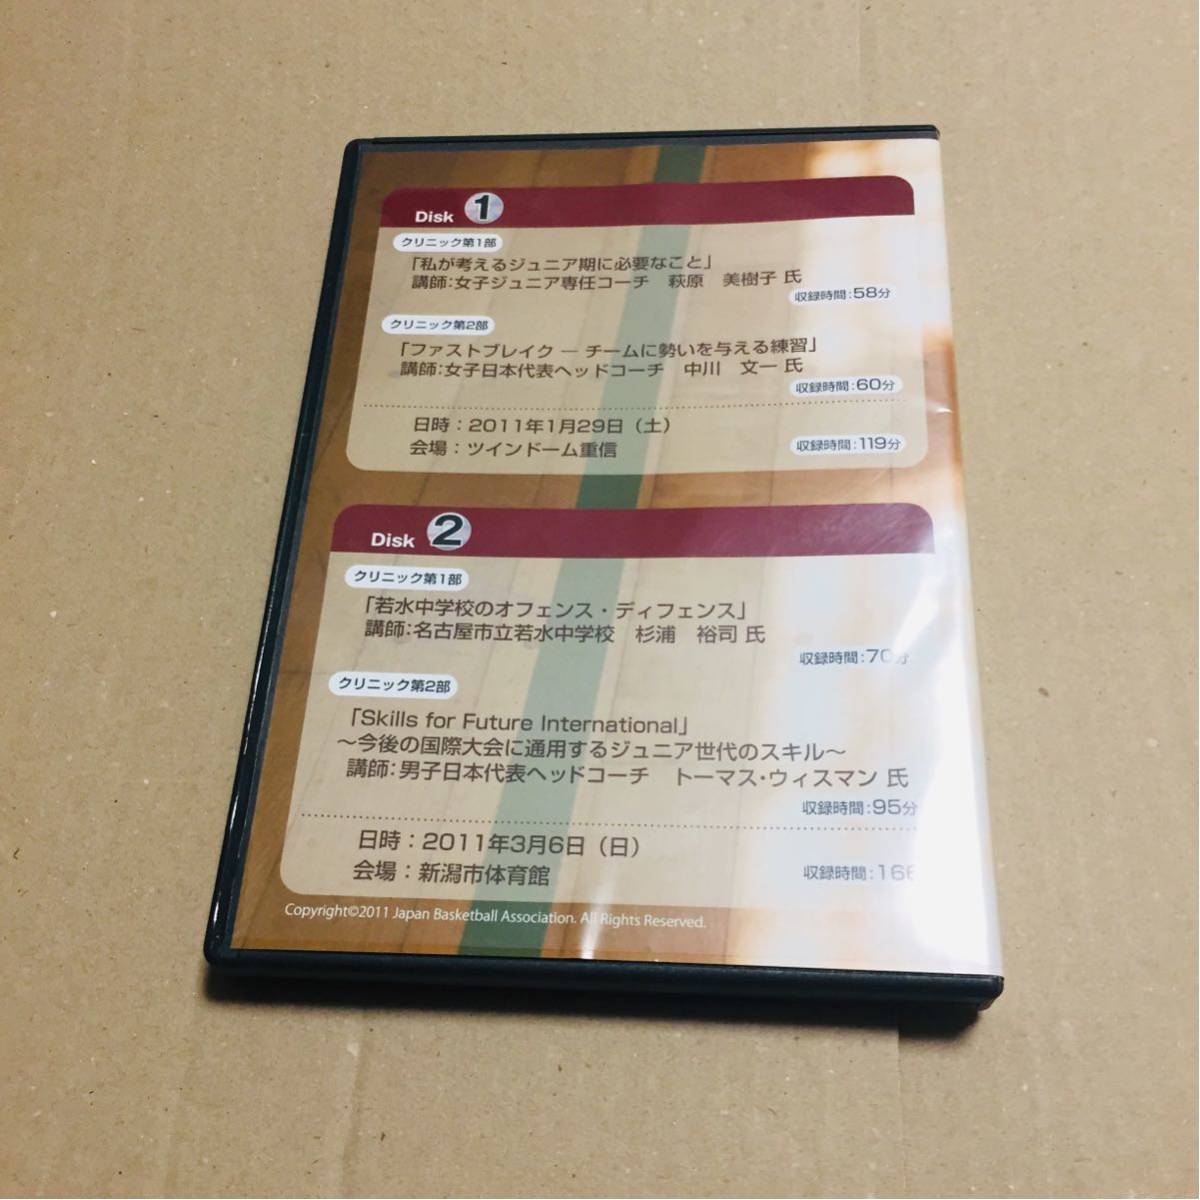 Disk 1
クリニック第1部
「私が考えるジュニア期に必要なこと」
講師:女子ジュニア専任コーチ 萩原 美樹子 氏
収録時間:58分
クリニック第2部
「ファストブレイク ― チームに勢いを与える練習」
講師:女子日本代表ヘッドコーチ 中川 文一 氏
収録時間:60分
日時:2011年1月29日(土)
会場:ツインドーム重信
収録時間:119分
Disk 2
クリニック第1部
「若水中学校のオフェンス・ディフェンス」
講師:名古屋市立若水中学校 杉浦 裕司 氏
収録時間:70分
クリニック第2部
「Skills for Future International」
～今後の国際大会に通用するジュニア世代のスキル～
講師:男子日本代表ヘッドコーチ トーマス・ウィスマン 氏
収録時間:95分
日時:2011年3月6日(日)
会場:新潟市体育館
収録時間:166
Copyright©2011 Japan Basketball Association. All Rights Reserved.